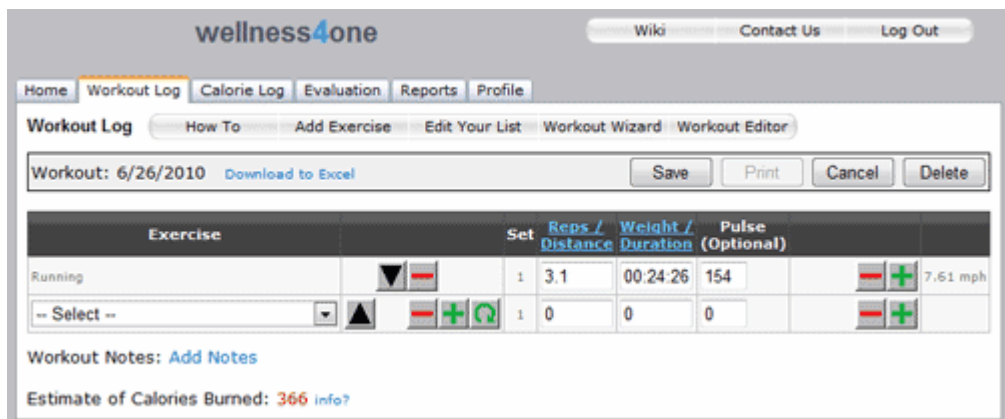 wellness4one
Wiki Contact Us Log Out
Home Workout Log Calorie Log Evaluation Reports Profile
Workout Log How To Add Exercise Edit Your List Workout Wizard Workout Editor
Workout: 6/26/2010 Download to Excel Save Print Cancel Delete
Exercise Set Reps / Distance Weight / Duration Pulse (Optional)
Running 1 3.1 00:24:26 154 7.61 mph
-- Select -- 1 0 0 0
Workout Notes: Add Notes
Estimate of Calories Burned: 366 info?